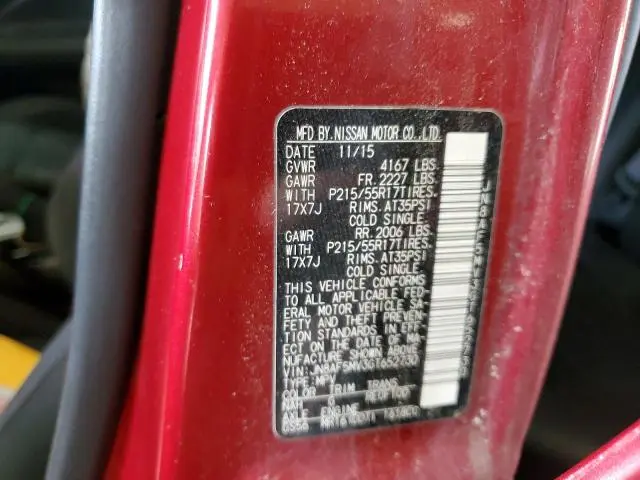 MFD BY NISSAN MOTOR CO.,LTD.
DATE 11/15
GVWR 4167 LBS.
GAWR FR. 2227 LBS.
WITH P215/55R17TIRES.
17X7J RIMS. AT35PSI
COLD SINGLE.
GAWR RR. 2006 LBS.
WITH P215/55R17TIRES.
17X7J RIMS. AT35PSI
COLD SINGLE.
THIS VEHICLE CONFORMS
TO ALL APPLICABLE FED-
ERAL MOTOR VEHICLE SA-
FETY AND THEFT PREVEN-
TION STANDARDS IN EFF-
ECT ON THE DATE OF MA-
NUFACTURE SHOWN ABOVE.
VIN:
TYPE:MPV
COLOR TRIM TRANS
NAH G
AXLE ENGINE